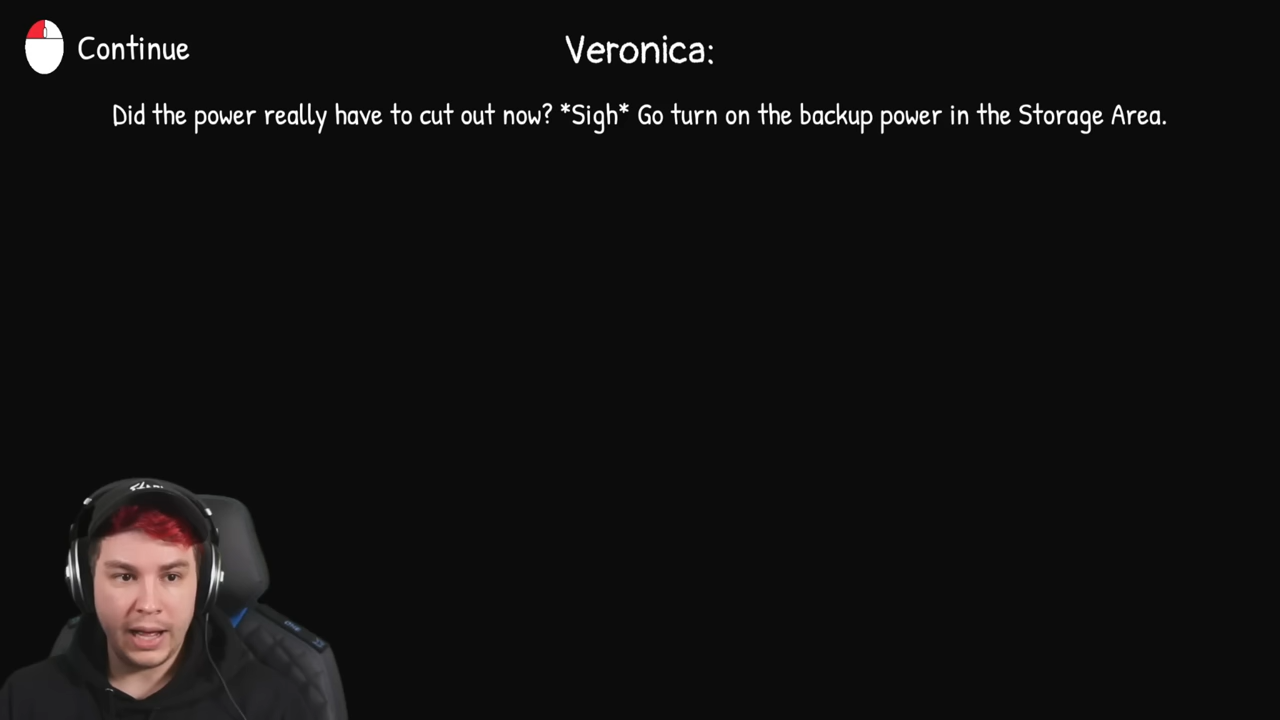 Continue
Veronica:
Did the power really have to cut out now? *Sigh* Go turn on the backup power in the Storage Area.